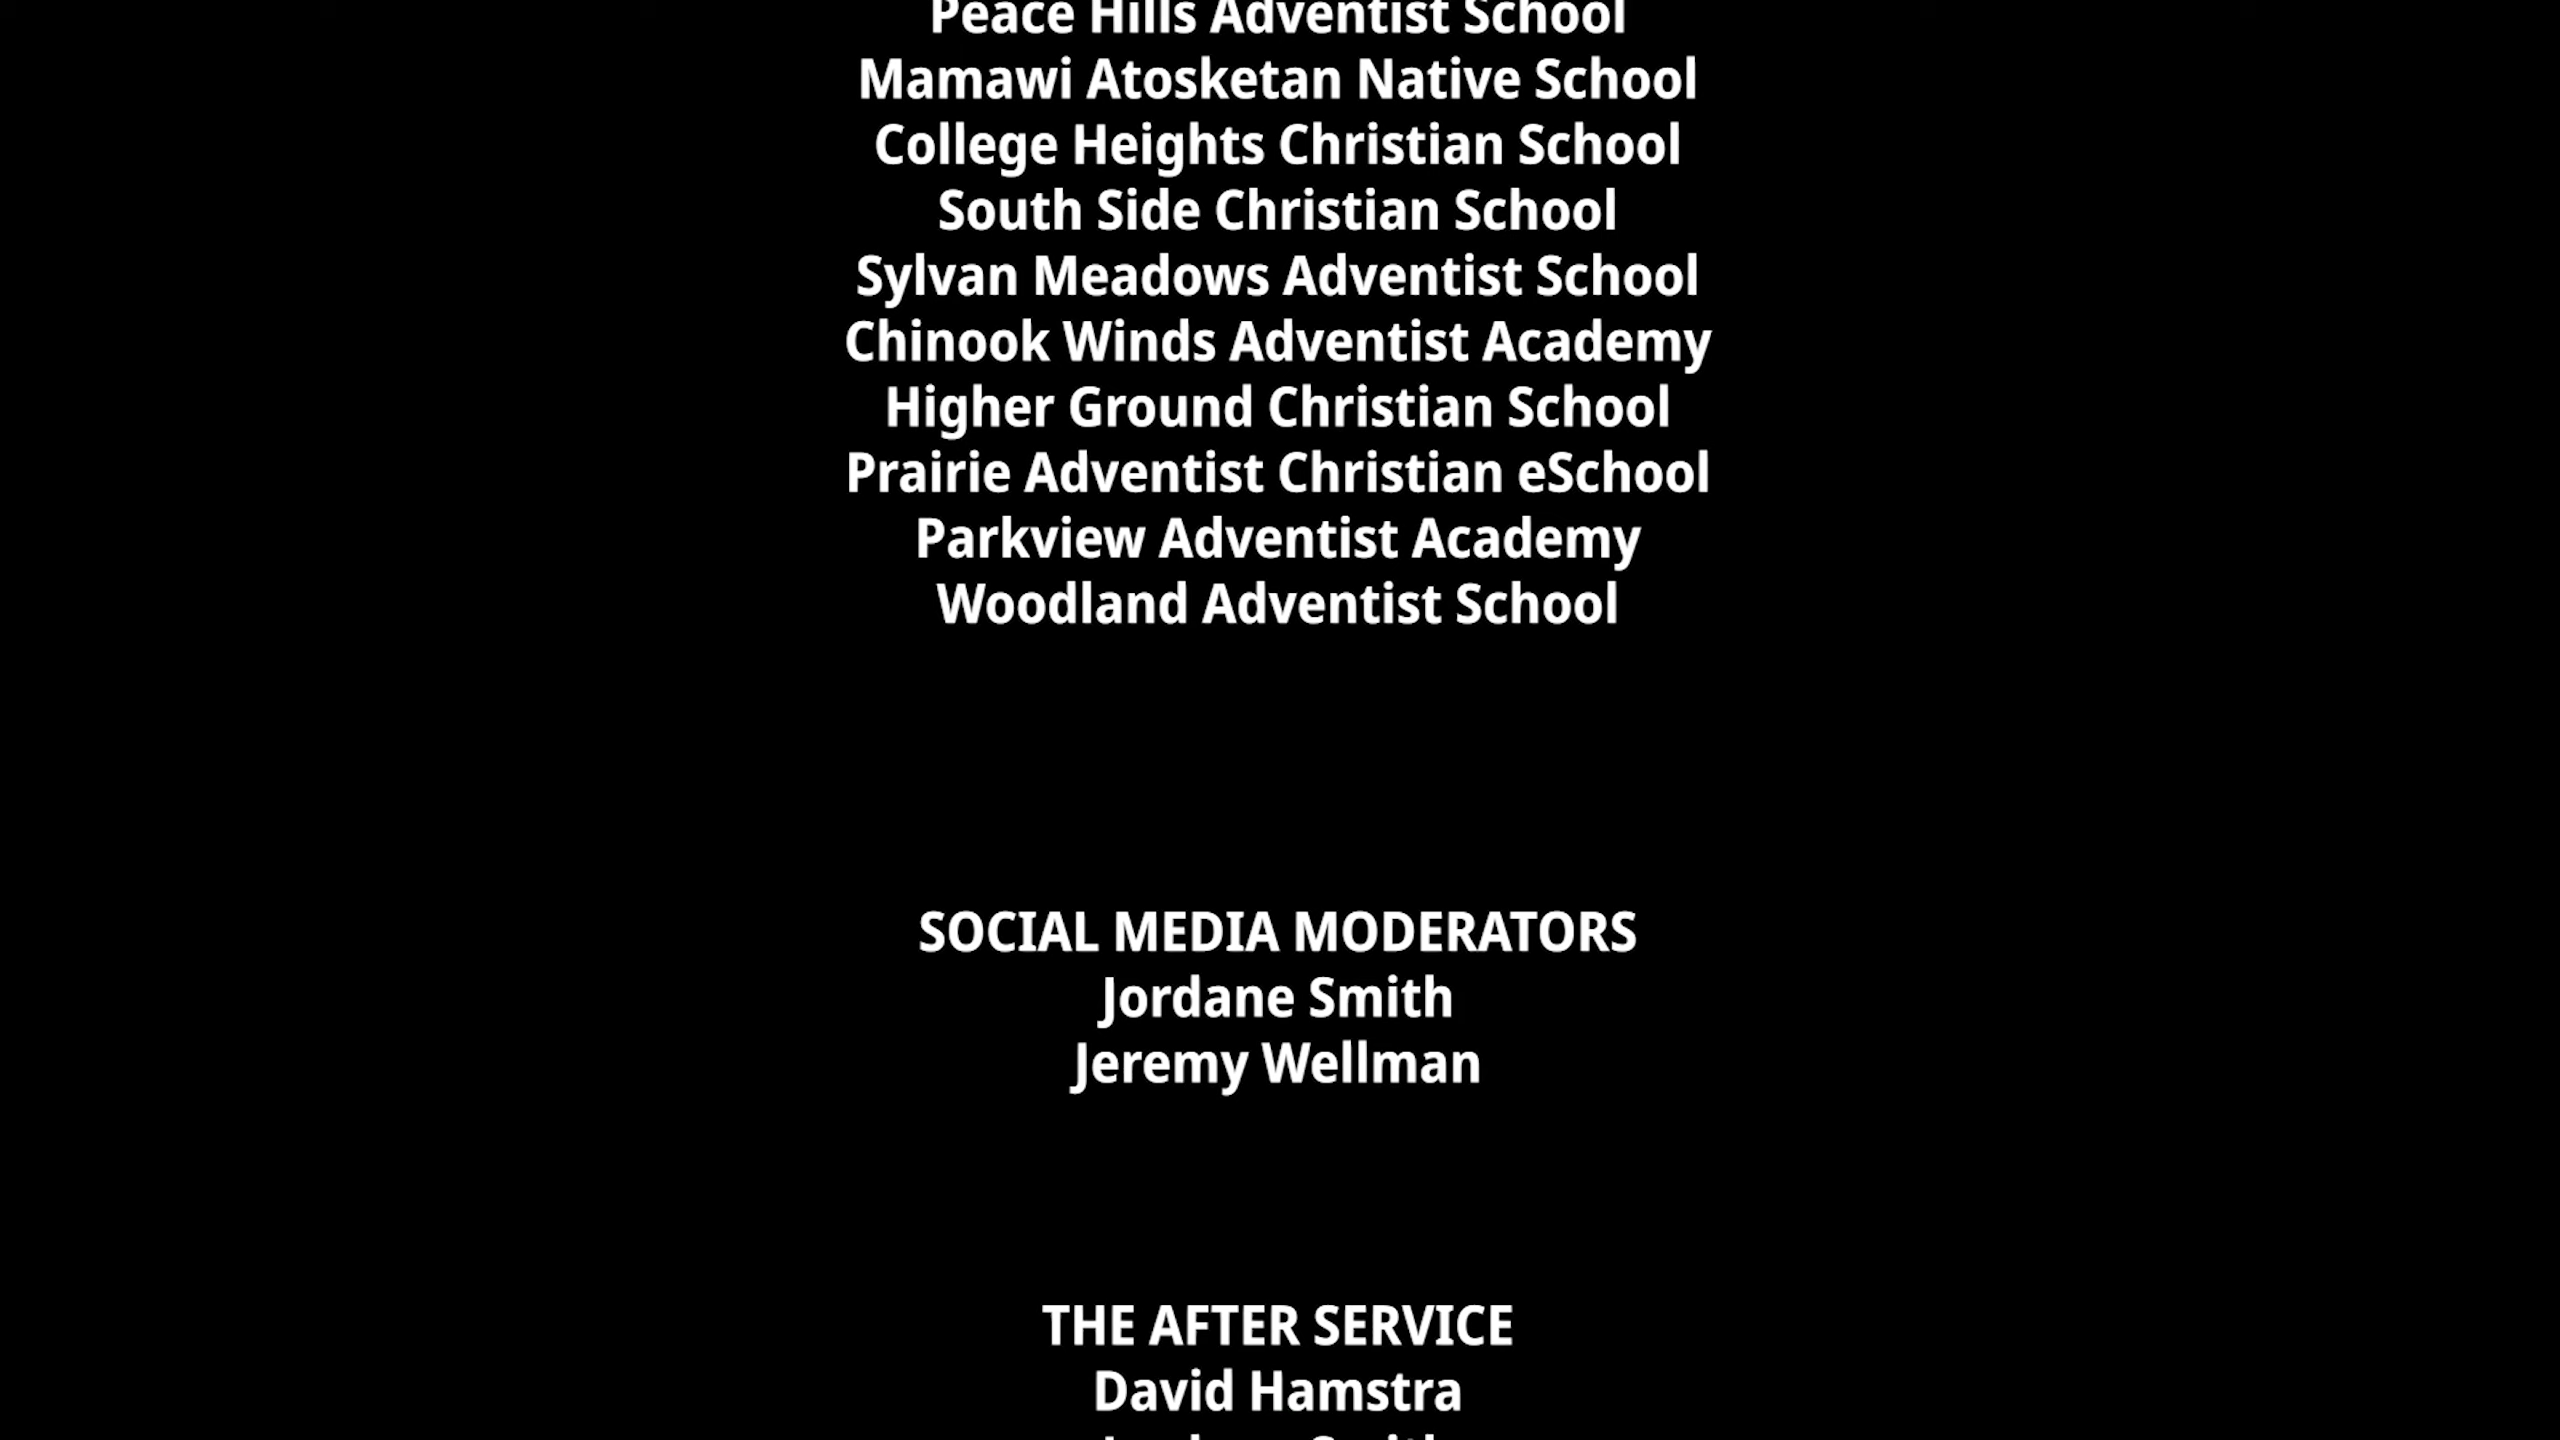 Peace Hills Adventist School
Mamawi Atosketan Native School
College Heights Christian School
South Side Christian School
Sylvan Meadows Adventist School
Chinook Winds Adventist Academy
Higher Ground Christian School
Prairie Adventist Christian eSchool
Parkview Adventist Academy
Woodland Adventist School
SOCIAL MEDIA MODERATORS
Jordane Smith
Jeremy Wellman
THE AFTER SERVICE
David Hamstra